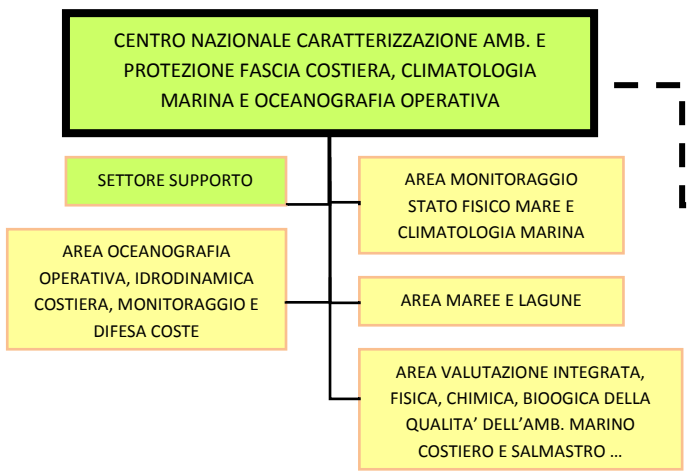 CENTRO NAZIONALE CARATTERIZZAZIONE AMB. E
PROTEZIONE FASCIA COSTIERA, CLIMATOLOGIA
MARINA E OCEANOGRAFIA OPERATIVA
SETTORE SUPPORTO
AREA MONITORAGGIO
STATO FISICO MARE E
CLIMATOLOGIA MARINA
AREA OCEANOGRAFIA
OPERATIVA, IDRODINAMICA
COSTIERA, MONITORAGGIO E
DIFESA COSTE
AREA MAREE E LAGUNE
AREA VALUTAZIONE INTEGRATA,
FISICA, CHIMICA, BIOOGICA DELLA
QUALITA’ DELL’AMB. MARINO
COSTIERO E SALMASTRO …